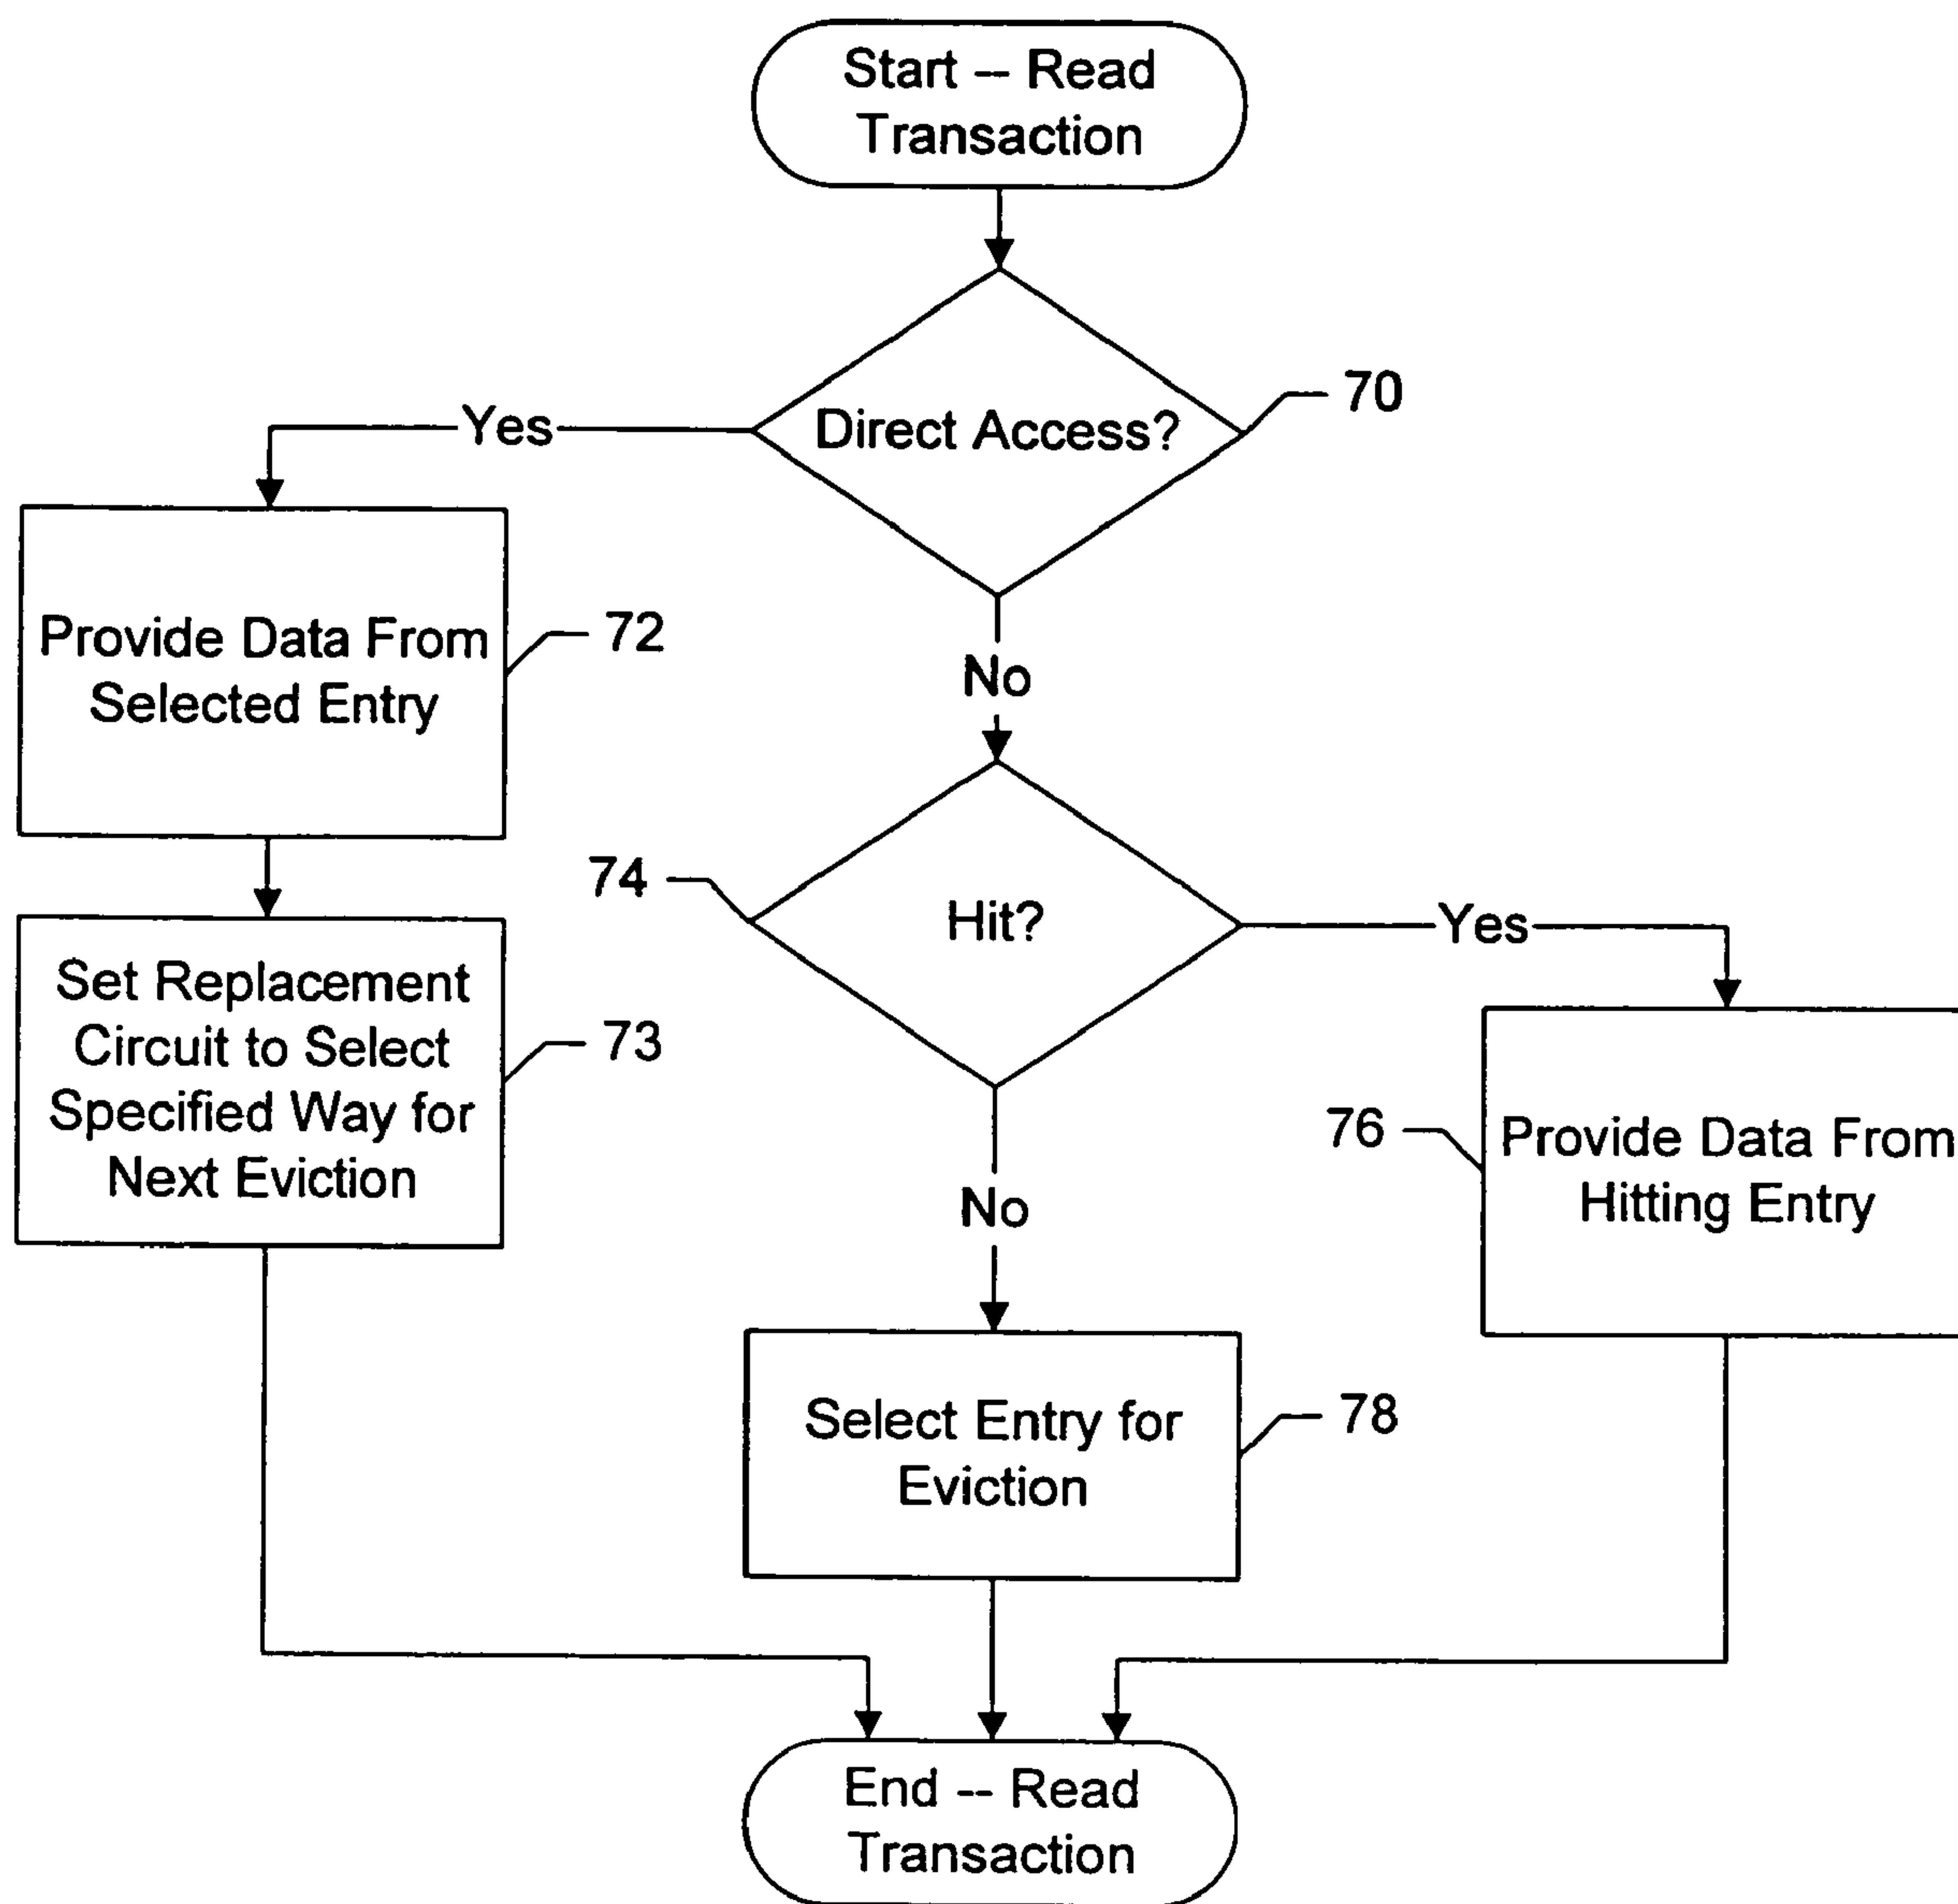 Start -- Read
Transaction
Direct Access?
70
Yes
Provide Data From
Selected Entry
72
No
Set Replacement
Circuit to Select
Specified Way for
Next Eviction
73
74
Hit?
Yes
No
76
Provide Data From
Hitting Entry
Select Entry for
Eviction
78
End -- Read
Transaction